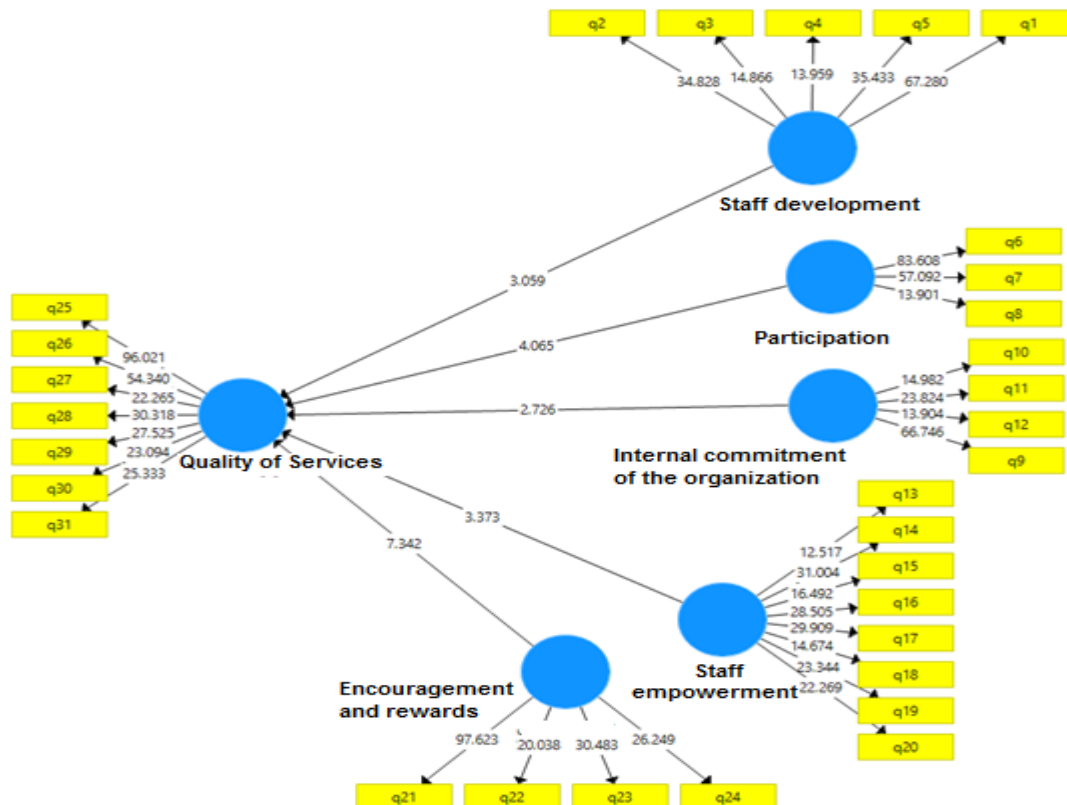 q2 q3 q4 q5 q1
34.828 14.866 13.959 35.433 67.280
Staff development
3.059
q6
83.608
57.092
q7
13.901
q8
Participation
4.065
q10
14.982
q11
23.824
13.904
q12
66.746
q9
Internal commitment
of the organization
2.726
q25
96.021
q26
54.340
q27
22.265
q28
30.318
q29
27.525
23.094
q30
25.333
q31
Quality of Services
3.373
7.342
q13
q14
12.517
q15
31.004
16.492
q16
28.505
q17
29.909
14.674
q18
23.344
22.269
q19
q20
Staff
empowerment
Encouragement
and rewards
97.623 20.038 30.483 26.249
q21 q22 q23 q24